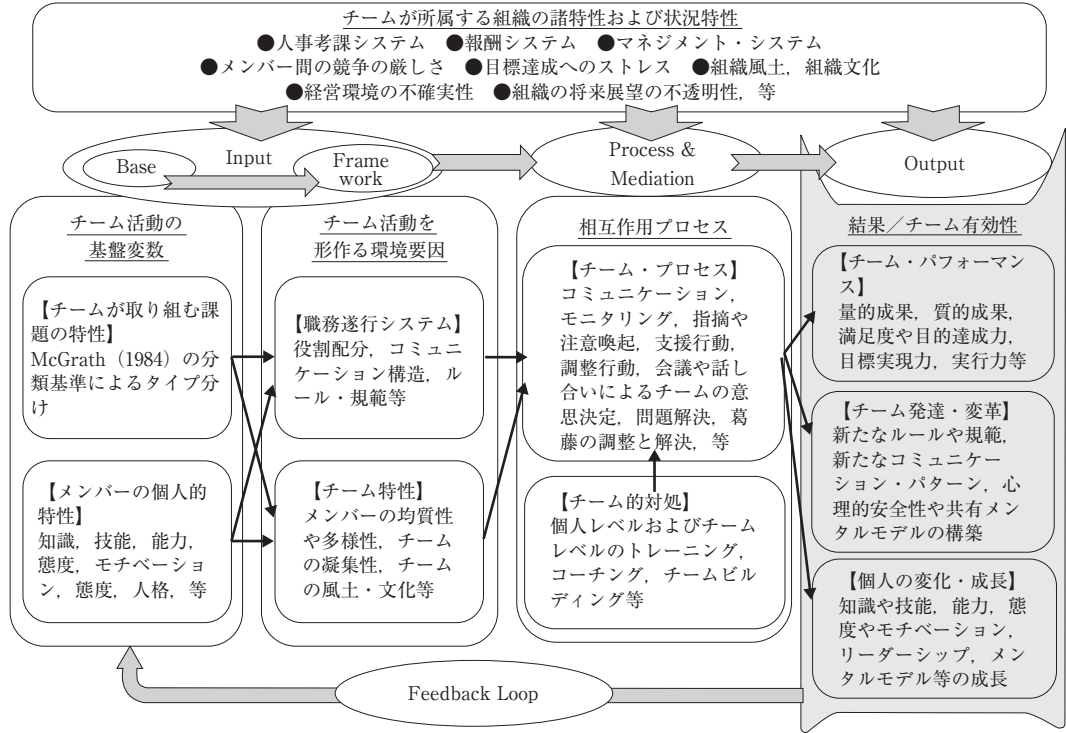 チームが所属する組織の諸特性および状況特性
●人事考課システム　●報酬システム　●マネジメント・システム
●メンバー間の競争の厳しさ　●目標達成へのストレス　●組織風土，組織文化
●経営環境の不確実性　●組織の将来展望の不透明性，等
Base
Input
Frame
work
Process &
Mediation
Output
チーム活動の
基盤変数
【チームが取り組む課
題の特性】
McGrath（1984）の分
類基準によるタイプ分
け
【メンバーの個人的
特性】
知識，技能，能力，
態度，モチベーショ
ン，態度，人格，等
チーム活動を
形作る環境要因
【職務遂行システム】
役割配分，コミュニ
ケーション構造，ル
ール・規範等
【チーム特性】
メンバーの均質性
や多様性，チーム
の凝集性，チーム
の風土・文化等
相互作用プロセス
【チーム・プロセス】
コミュニケーション，
モニタリング，指摘や
注意喚起，支援行動，
調整行動，会議や話し
合いによるチームの意
思決定，問題解決，葛
藤の調整と解決，等
【チーム的対処】
個人レベルおよびチーム
レベルのトレーニング，
コーチング，チームビル
ディング等
結果／チーム有効性
【チーム・パフォーマン
ス】
量的成果，質的成果，
満足度や目的達成力，
目標実現力，実行力等
【チーム発達・変革】
新たなルールや規範，
新たなコミュニケー
ション・パターン，心
理的安全性や共有メン
タルモデルの構築
【個人の変化・成長】
知識や技能，能力，態
度やモチベーション，
リーダーシップ，メン
タルモデル等の成長
Feedback Loop